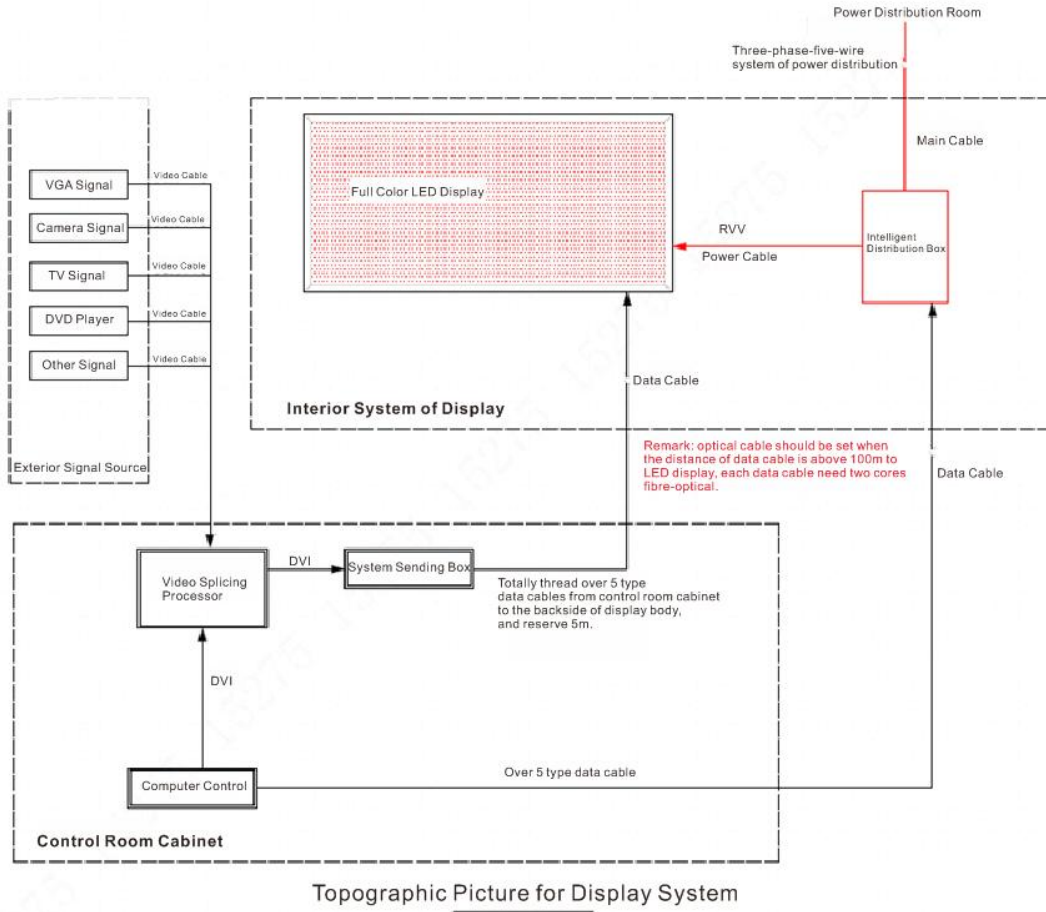 Power Distribution Room
Three-phase-five-wire
system of power distribution
Main Cable
VGA Signal
Video Cable
Camera Signal
Video Cable
TV Signal
Video Cable
DVD Player
Video Cable
Other Signal
Video Cable
Exterior Signal Source
Full Color LED Display
RVV
Power Cable
Intelligent
Distribution Box
Data Cable
Interior System of Display
Remark: optical cable should be set when
the distance of data cable is above 100m to
LED display, each data cable need two cores
fibre-optical.
Data Cable
Video Splicing
Processor
DVI
System Sending Box
Totally thread over 5 type
data cables from control room cabinet
to the backside of display body,
and reserve 5m.
DVI
Computer Control
Over 5 type data cable
Control Room Cabinet
Topographic Picture for Display System
15276 15276 15276 15276